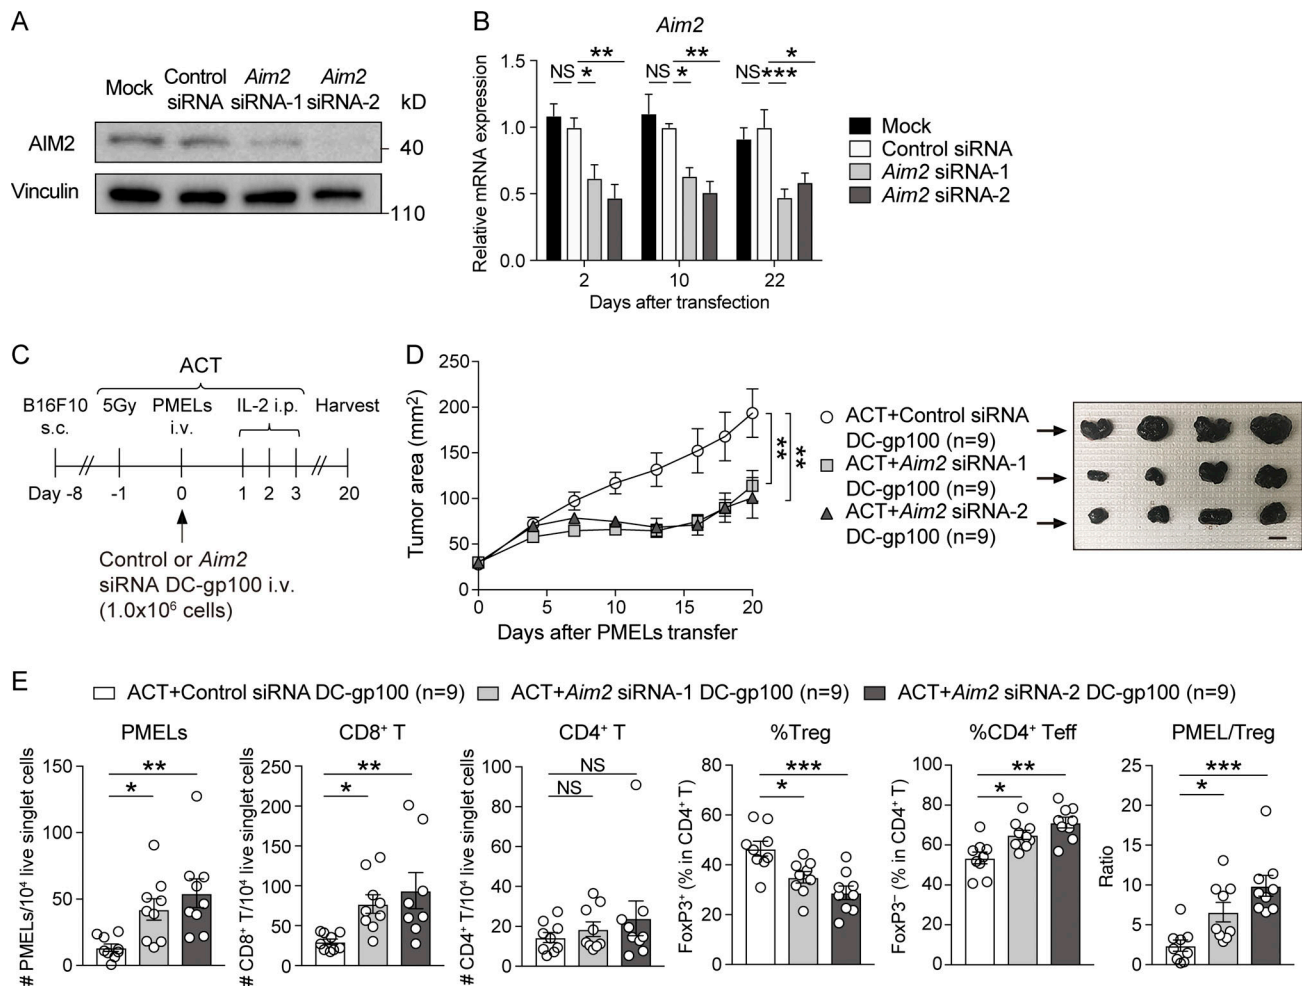 A
Mock
Control
siRNA
Aim2
siRNA-1
Aim2
siRNA-2
kD
AIM2
40
Vinculin
110
B
Aim2
Relative mRNA expression
1.5
1.0
0.5
0.0
NS * **
NS * **
NS *** *
2 10 22
Days after transfection
Mock
Control siRNA
Aim2 siRNA-1
Aim2 siRNA-2
C
ACT
B16F10
s.c.
5Gy
PMELs
i.v.
IL-2 i.p.
Harvest
Day -8 -1 0 1 2 3 20
Control or Aim2
siRNA DC-gp100 i.v.
(1.0x10⁶ cells)
D
Tumor area (mm²)
250
200
150
100
50
0
0 5 10 15 20
Days after PMELs transfer
** **
ACT+Control siRNA
DC-gp100 (n=9)
ACT+Aim2 siRNA-1
DC-gp100 (n=9)
ACT+Aim2 siRNA-2
DC-gp100 (n=9)
E
ACT+Control siRNA DC-gp100 (n=9)
ACT+Aim2 siRNA-1 DC-gp100 (n=9)
ACT+Aim2 siRNA-2 DC-gp100 (n=9)
PMELs
# PMELs/10⁴ live singlet cells
150
100
50
0
**
*
CD8⁺ T
# CD8⁺ T/10⁴ live singlet cells
250
200
150
100
50
0
**
*
CD4⁺ T
# CD4⁺ T/10⁴ live singlet cells
100
80
60
40
20
0
NS
NS
%Treg
FoxP3⁺ (% in CD4⁺ T)
80
60
40
20
0
***
*
%CD4⁺ Teff
FoxP3⁻ (% in CD4⁺ T)
100
80
60
40
20
0
**
*
PMEL/Treg
Ratio
25
20
15
10
5
0
***
*